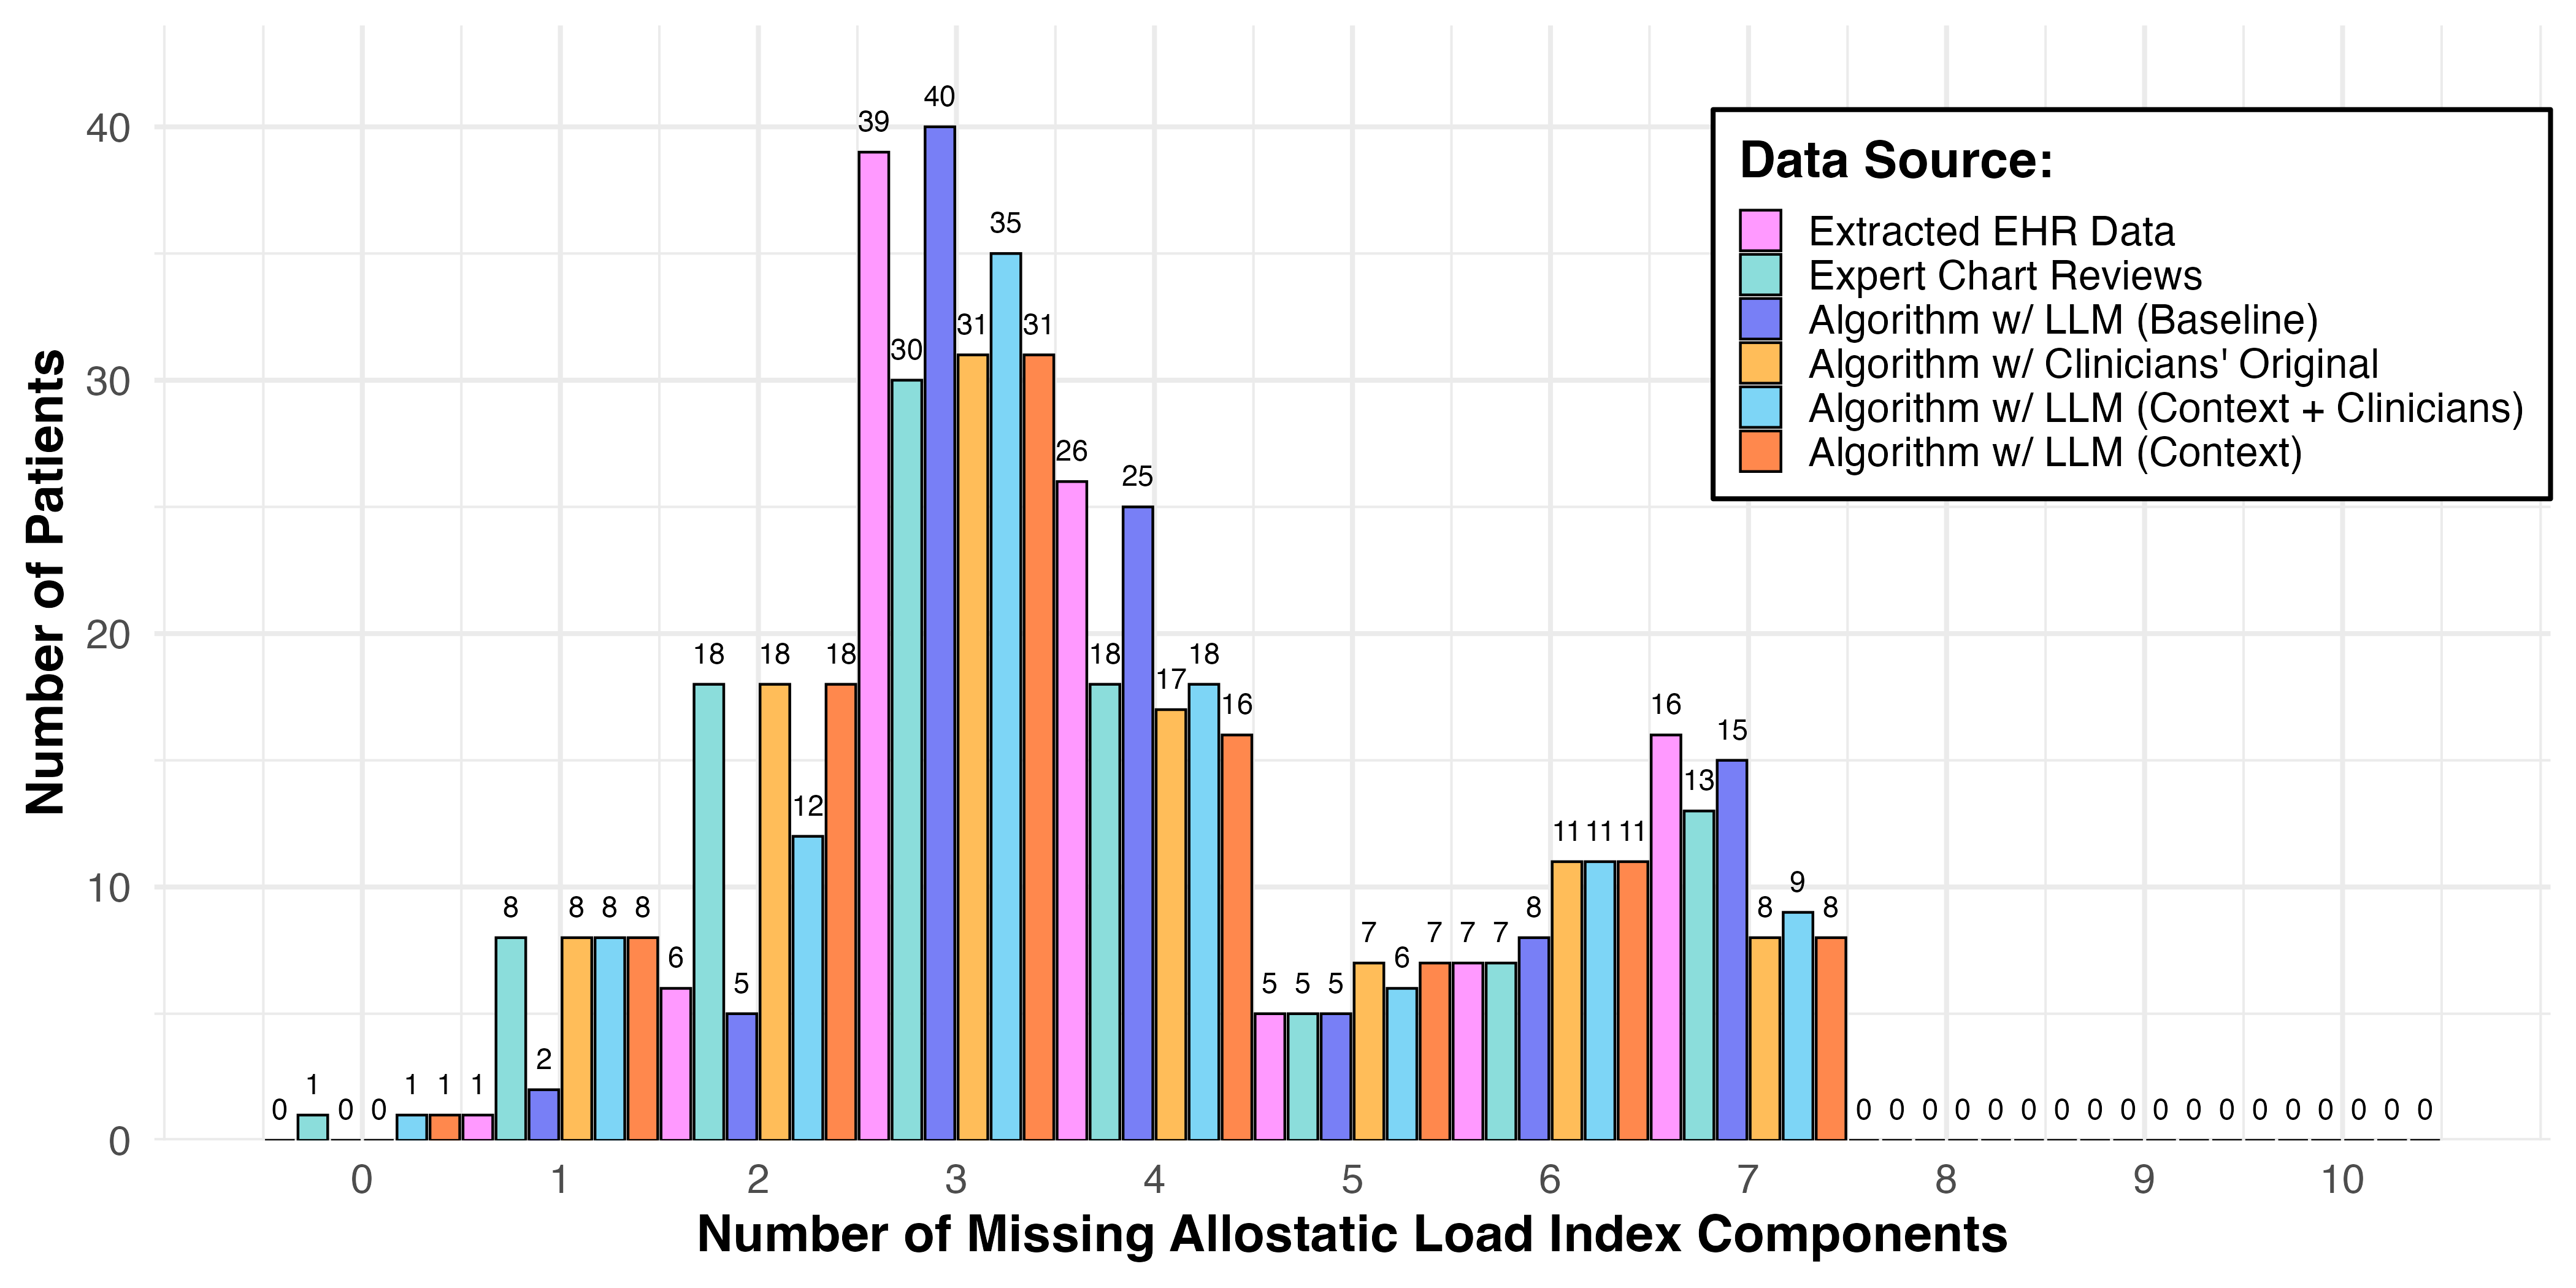 Number of Patients
40
30
20
10
0
0 1 0 0 1 1
1 8 2 8 8 8
6 18 5 18 12 18
39 30 40 31 35 31
26 18 25 17 18 16
5 5 5 7 6 7
7 7 8 11 11 11
16 13 15 8 9 8
0 0 0 0 0 0
0 0 0 0 0 0
0 0 0 0 0 0
Data Source:
Extracted EHR Data
Expert Chart Reviews
Algorithm w/ LLM (Baseline)
Algorithm w/ Clinicians' Original
Algorithm w/ LLM (Context + Clinicians)
Algorithm w/ LLM (Context)
0 1 2 3 4 5 6 7 8 9 10
Number of Missing Allostatic Load Index Components